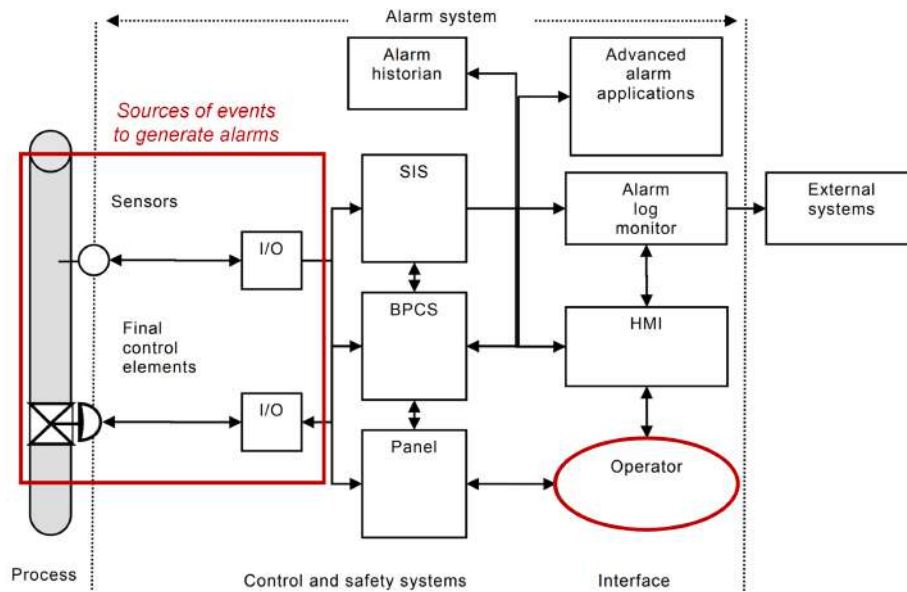 Alarm system
Alarm
historian
Advanced
alarm
applications
Sources of events
to generate alarms
SIS
Alarm
log
monitor
External
systems
Sensors
I/O
BPCS
HMI
Final
control
elements
I/O
Panel
Operator
Process
Control and safety systems
Interface